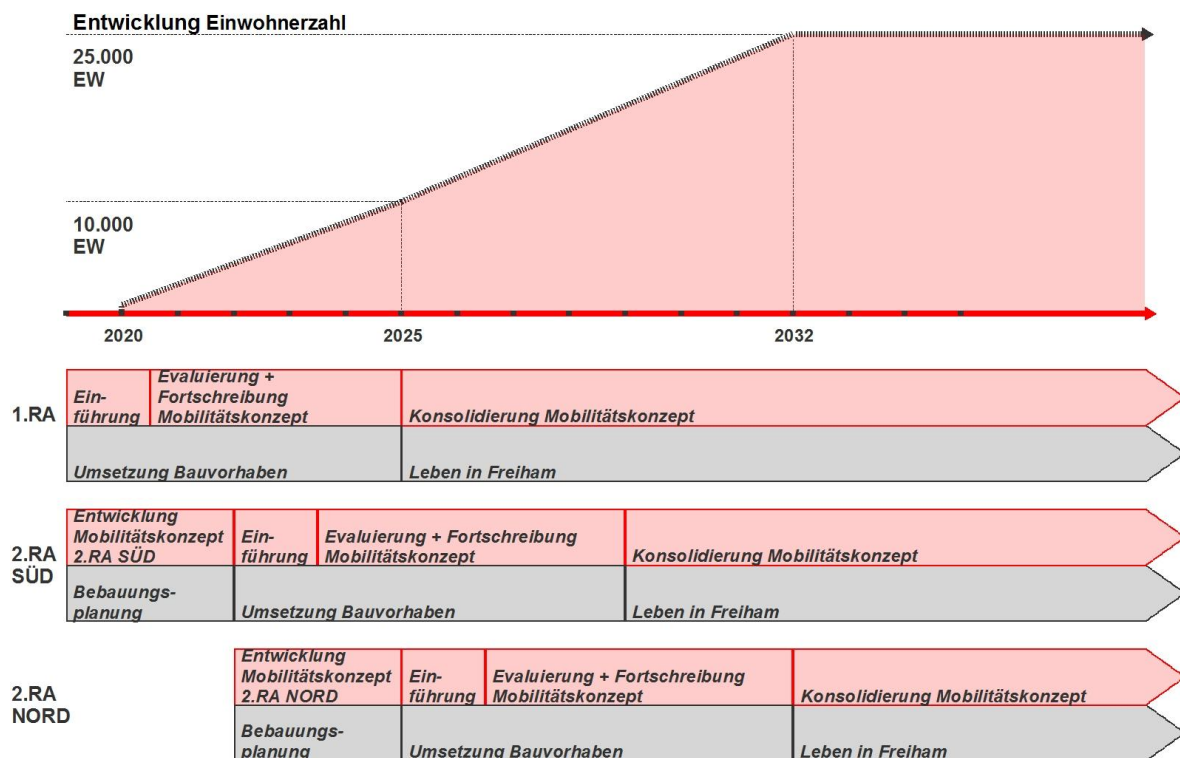 Entwicklung Einwohnerzahl
25.000
EW
10.000
EW
2020
2025
2032
1.RA
Ein-
führung
Evaluierung +
Fortschreibung
Mobilitätskonzept
Konsolidierung Mobilitätskonzept
Umsetzung Bauvorhaben
Leben in Freiham
2.RA
SÜD
Entwicklung
Mobilitätskonzept
2.RA SÜD
Ein-
führung
Evaluierung + Fortschreibung
Mobilitätskonzept
Konsolidierung Mobilitätskonzept
Bebauungs-
planung
Umsetzung Bauvorhaben
Leben in Freiham
2.RA
NORD
Entwicklung
Mobilitätskonzept
2.RA NORD
Ein-
führung
Evaluierung + Fortschreibung
Mobilitätskonzept
Konsolidierung Mobilitätskonzept
Bebauungs-
planung
Umsetzung Bauvorhaben
Leben in Freiham